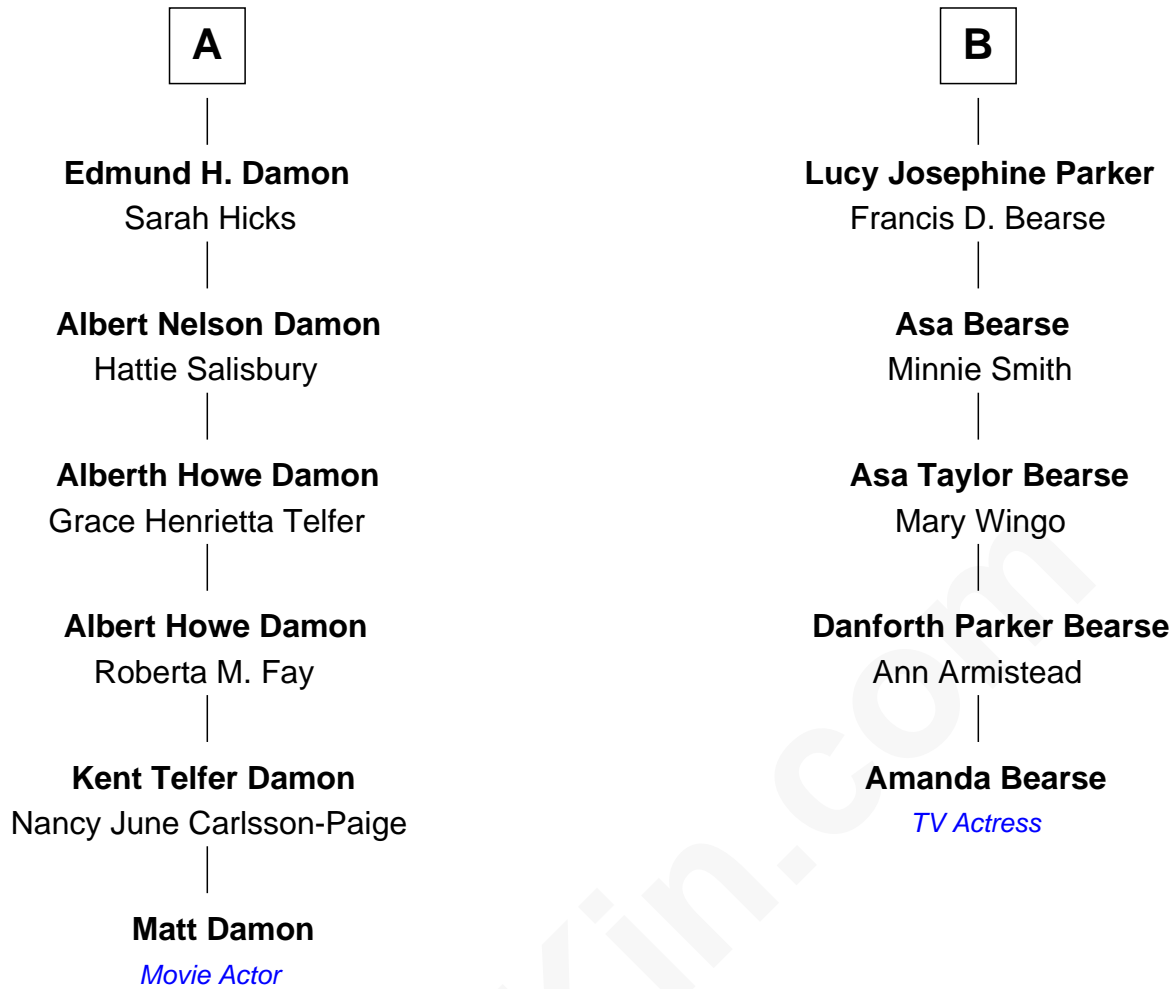 A
Edmund H. Damon
Sarah Hicks
Albert Nelson Damon
Hattie Salisbury
Alberth Howe Damon
Grace Henrietta Telfer
Albert Howe Damon
Roberta M. Fay
Kent Telfer Damon
Nancy June Carlsson-Paige
Matt Damon
Movie Actor
B
Lucy Josephine Parker
Francis D. Bearse
Asa Bearse
Minnie Smith
Asa Taylor Bearse
Mary Wingo
Danforth Parker Bearse
Ann Armistead
Amanda Bearse
TV Actress
Kin.com